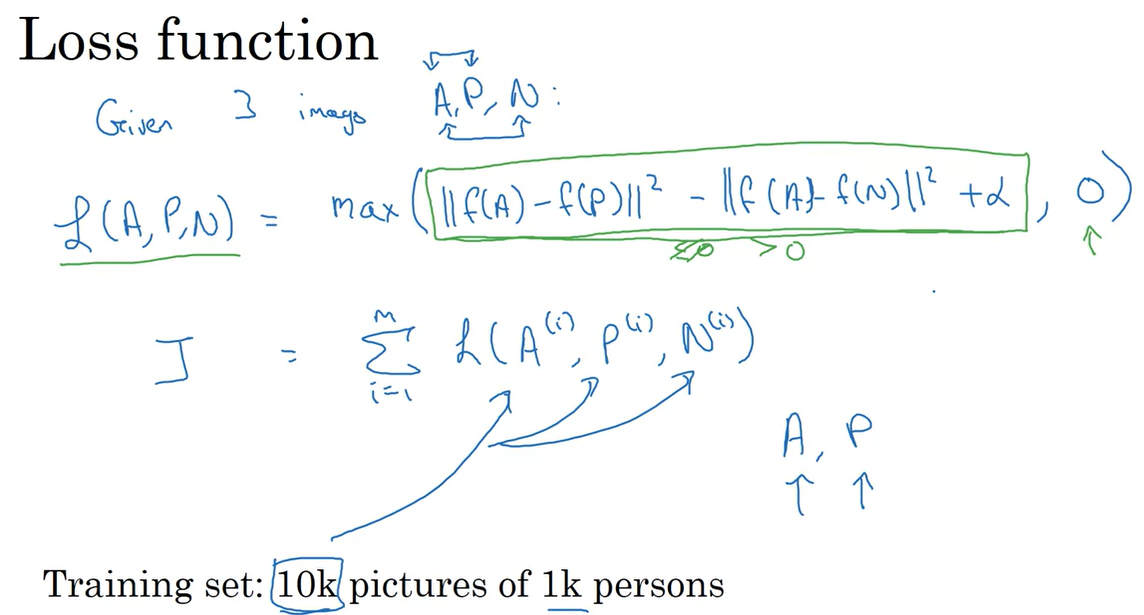 Loss function
Given 3 images A, P, N:
ℒ(A,P,N) = max(||f(A) - f(P)||² - ||f(A) - f(N)||² + α, 0)
≤0 >0
J = Σ_{i=1}^{M} ℒ(A⁽ⁱ⁾, P⁽ⁱ⁾, N⁽ⁱ⁾)
A, P
Training set: 10k pictures of 1k persons